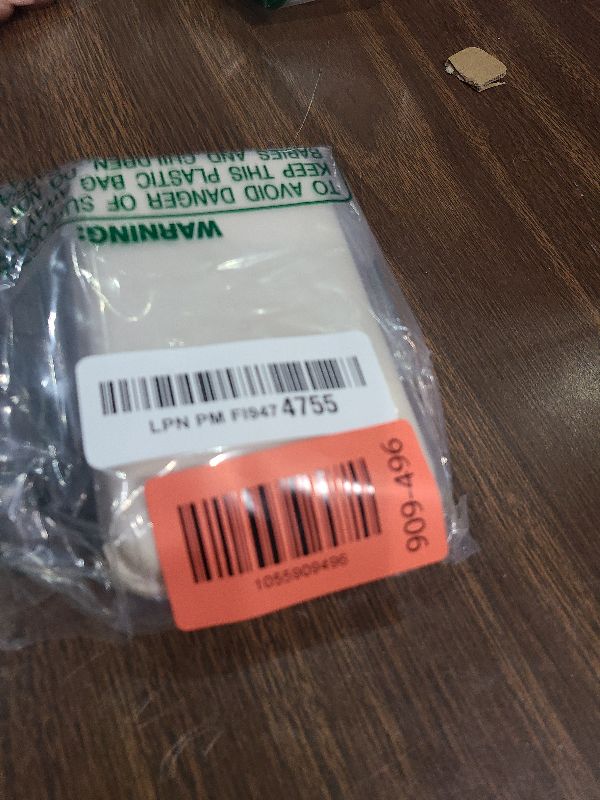 WARNING:
TO AVOID DANGER OF
KEEP THIS PLASTIC BAG
BABIES AND CHILDREN.
LPN PM FI947 4755
1055909496
909-496